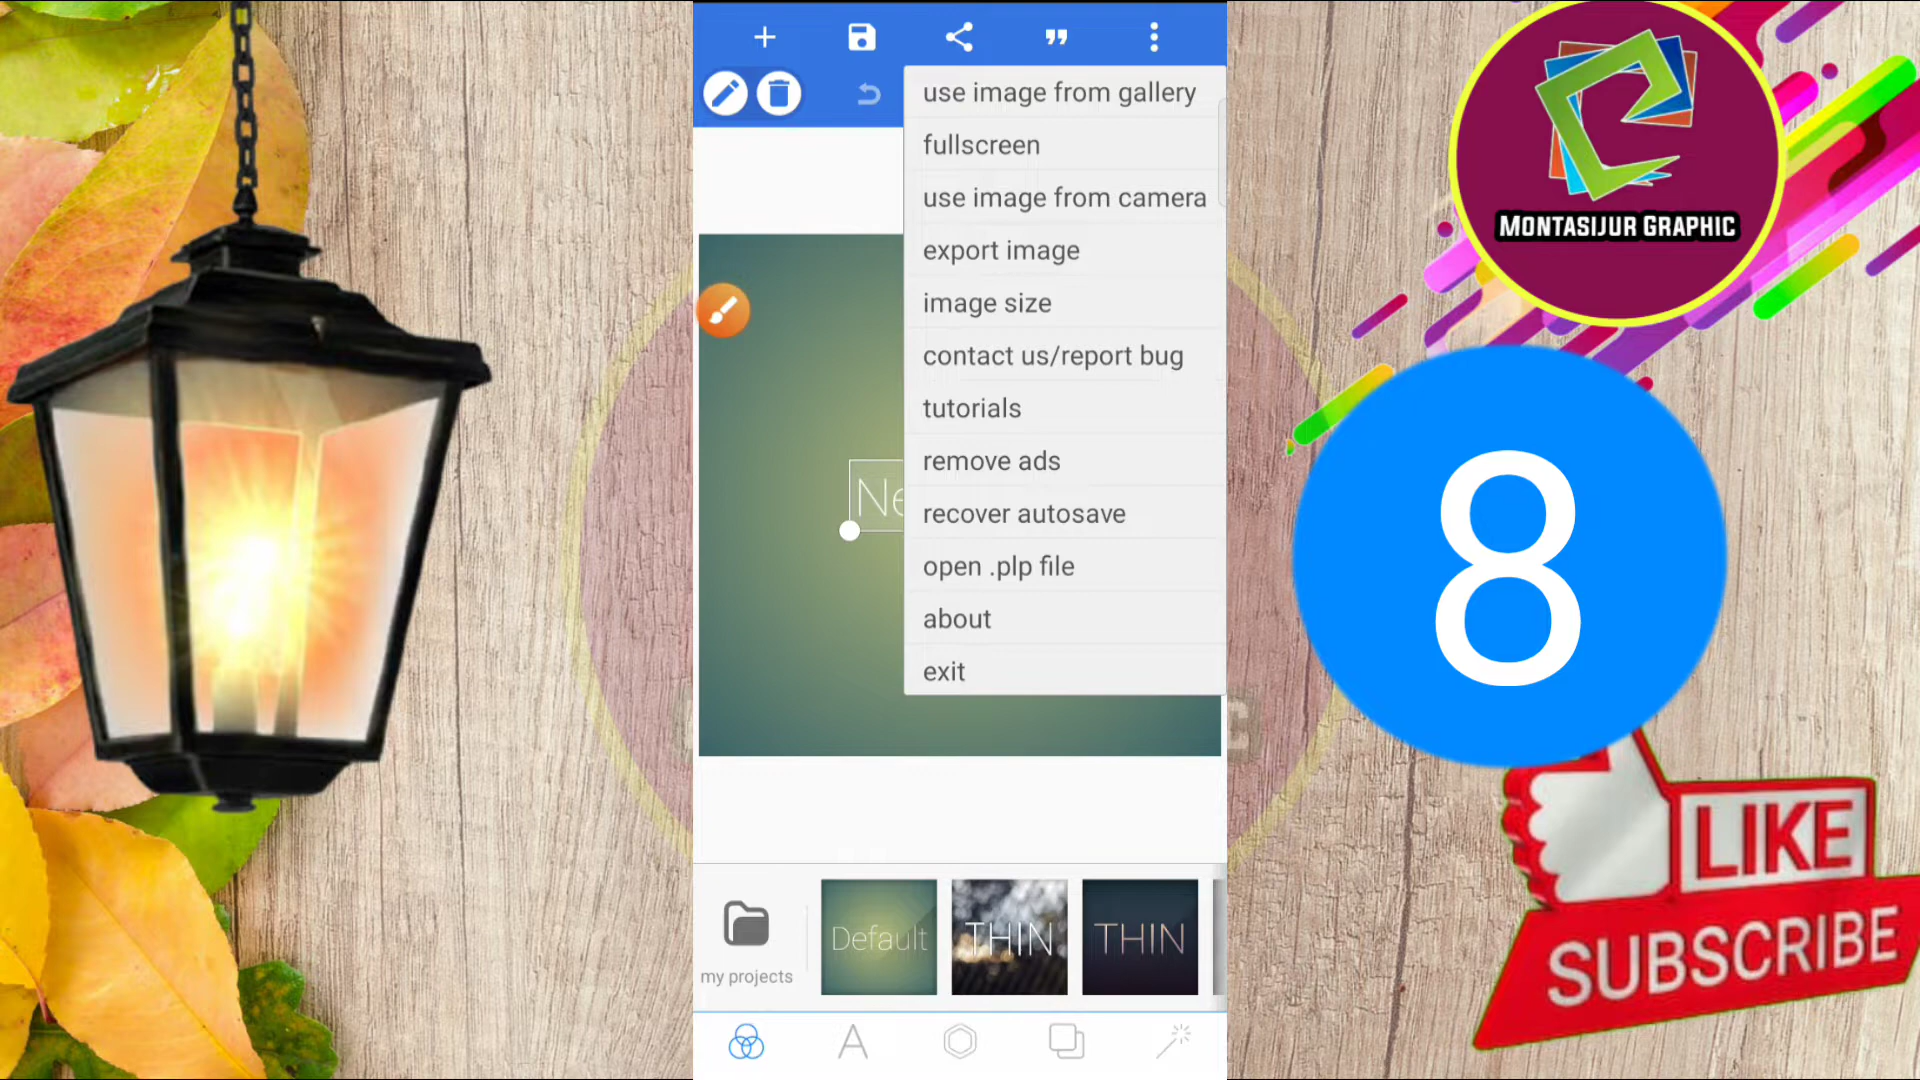 use image from gallery
fullscreen
use image from camera
export image
image size
contact us/report bug
tutorials
remove ads
recover autosave
open .plp file
about
exit
Ne
my projects
Default
THIN
THIN
MONTASIJUR GRAPHIC
8
LIKE
SUBSCRIBE